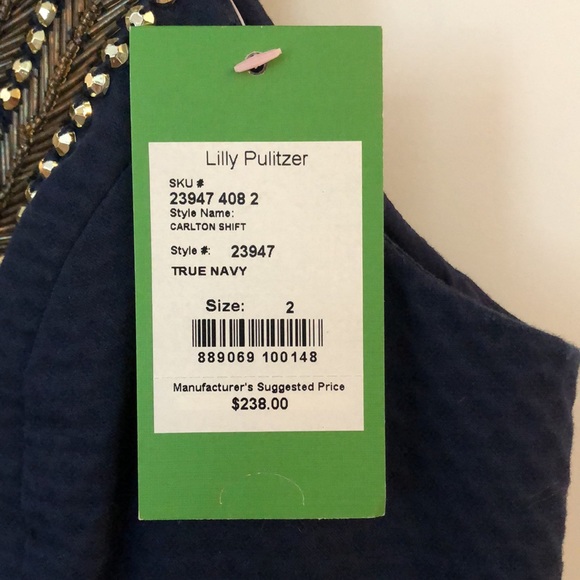 Lilly Pulitzer
SKU #
23947 408 2
Style Name:
CARLTON SHIFT
Style #: 23947
TRUE NAVY
Size: 2
889069 100148
Manufacturer's Suggested Price
$238.00